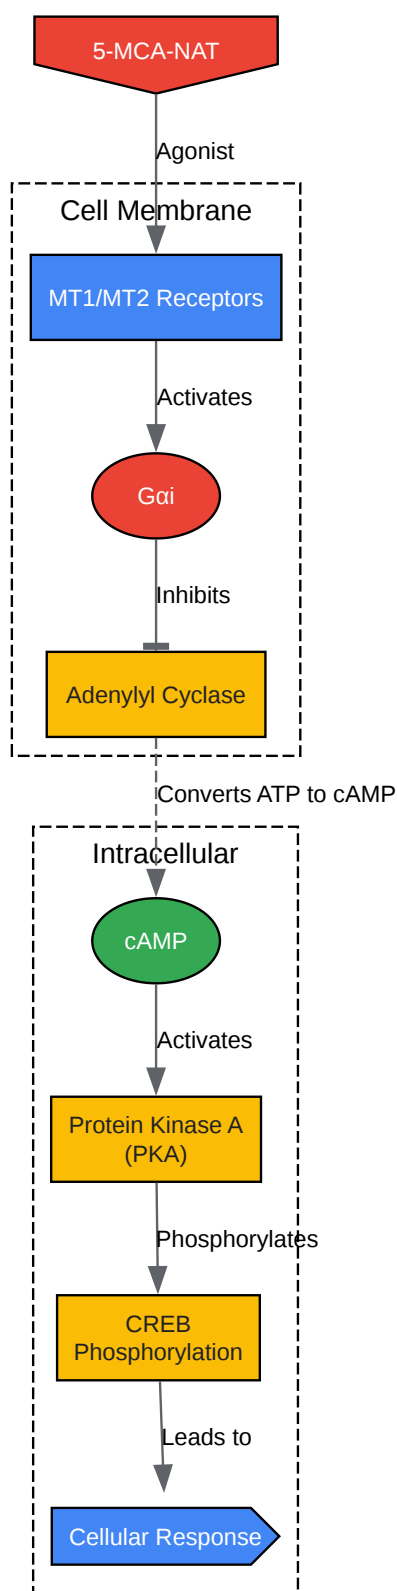 5-MCA-NAT
Agonist
Cell Membrane
MT1/MT2 Receptors
Activates
Gαi
Inhibits
Adenylyl Cyclase
Converts ATP to cAMP
Intracellular
cAMP
Activates
Protein Kinase A
(PKA)
Phosphorylates
CREB
Phosphorylation
Leads to
Cellular Response